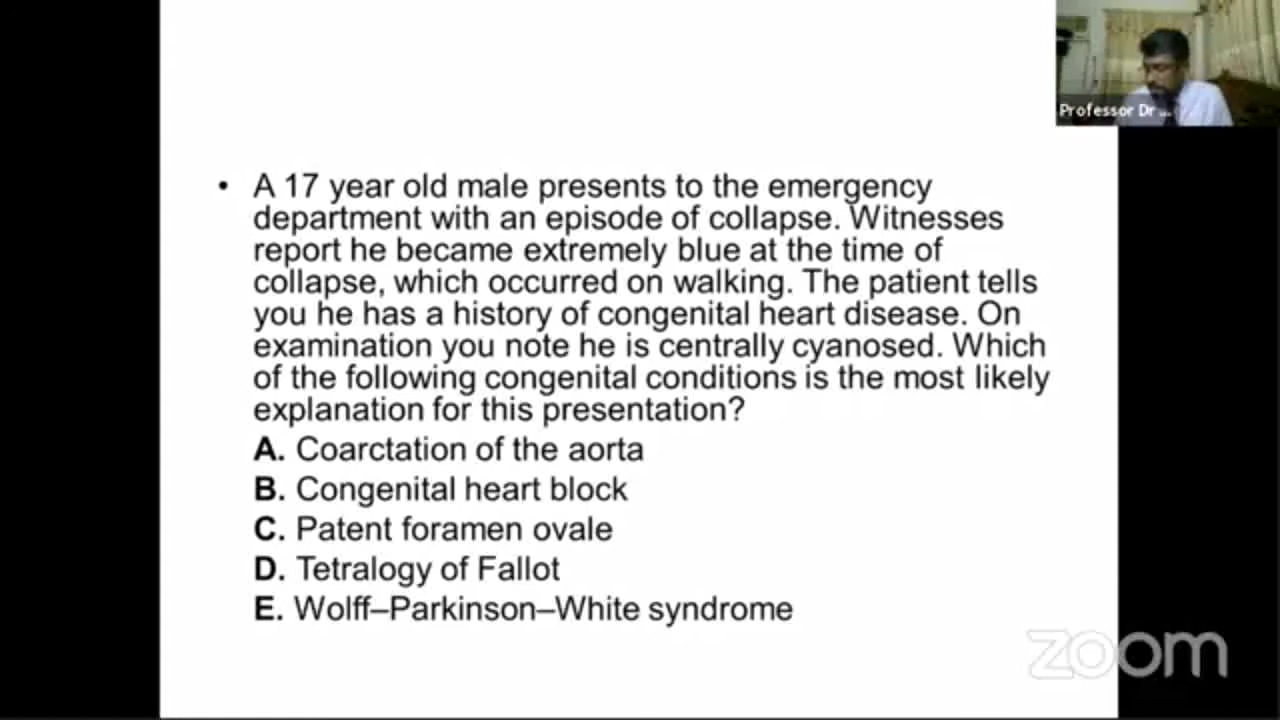 Professor Dr ...
• A 17 year old male presents to the emergency
department with an episode of collapse. Witnesses
report he became extremely blue at the time of
collapse, which occurred on walking. The patient tells
you he has a history of congenital heart disease. On
examination you note he is centrally cyanosed. Which
of the following congenital conditions is the most likely
explanation for this presentation?
A. Coarctation of the aorta
B. Congenital heart block
C. Patent foramen ovale
D. Tetralogy of Fallot
E. Wolff–Parkinson–White syndrome
zoom